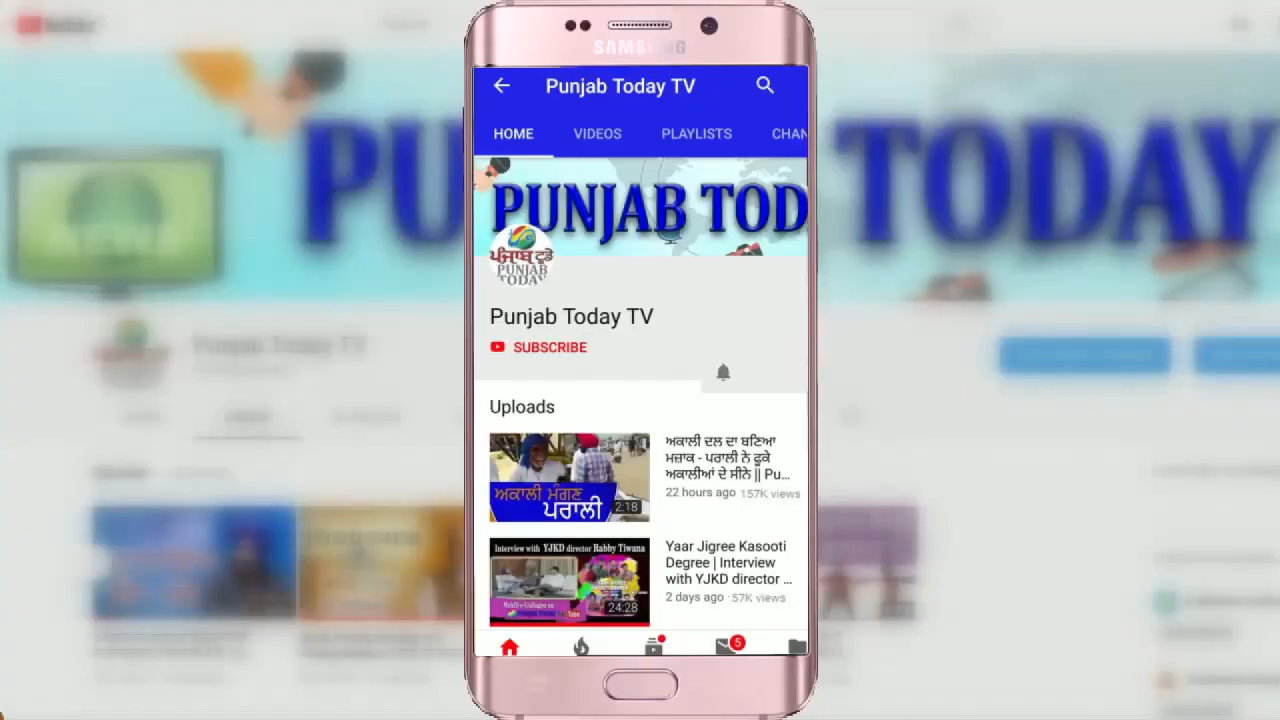 SAMSUNG
Punjab Today TV
HOME VIDEOS PLAYLISTS CHAN
PUNJAB TOD
ਪੰਜਾਬ ਟੂਡੇ
PUNJAB
TODAY
Punjab Today TV
SUBSCRIBE
Uploads
ਅਕਾਲੀ ਮੰਗਣ
ਪਰਾਲੀ
2:18
ਅਕਾਲੀ ਦਲ ਦਾ ਬਣਿਆ
ਮਜ਼ਾਕ - ਪਰਾਲੀ ਨੇ ਫੂਕੇ
ਅਕਾਲੀਆਂ ਦੇ ਸੀਨੇ || Pu...
22 hours ago 157K views
Interview with YJKD director Rabby Tiwana
24:28
Yaar Jigree Kasooti
Degree | Interview
with YJKD director ...
2 days ago · 57K views
5
PU
TODAY